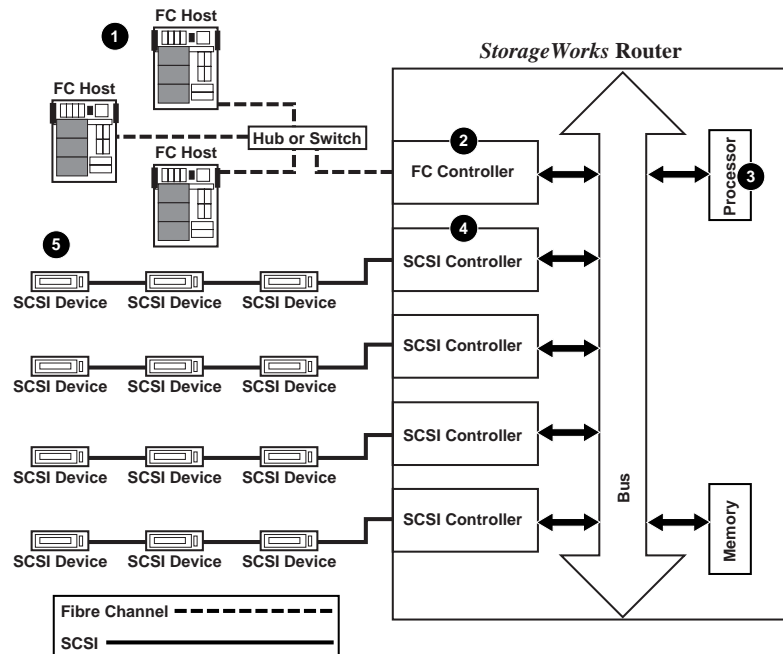 FC Host
1
StorageWorks Router
FC Host
Hub or Switch
2
FC Controller
FC Host
Processor
3
4
SCSI Controller
5
SCSI Device SCSI Device SCSI Device
SCSI Controller
SCSI Device SCSI Device SCSI Device
SCSI Controller
SCSI Device SCSI Device SCSI Device
SCSI Controller
Bus
Memory
SCSI Device SCSI Device SCSI Device
Fibre Channel
SCSI